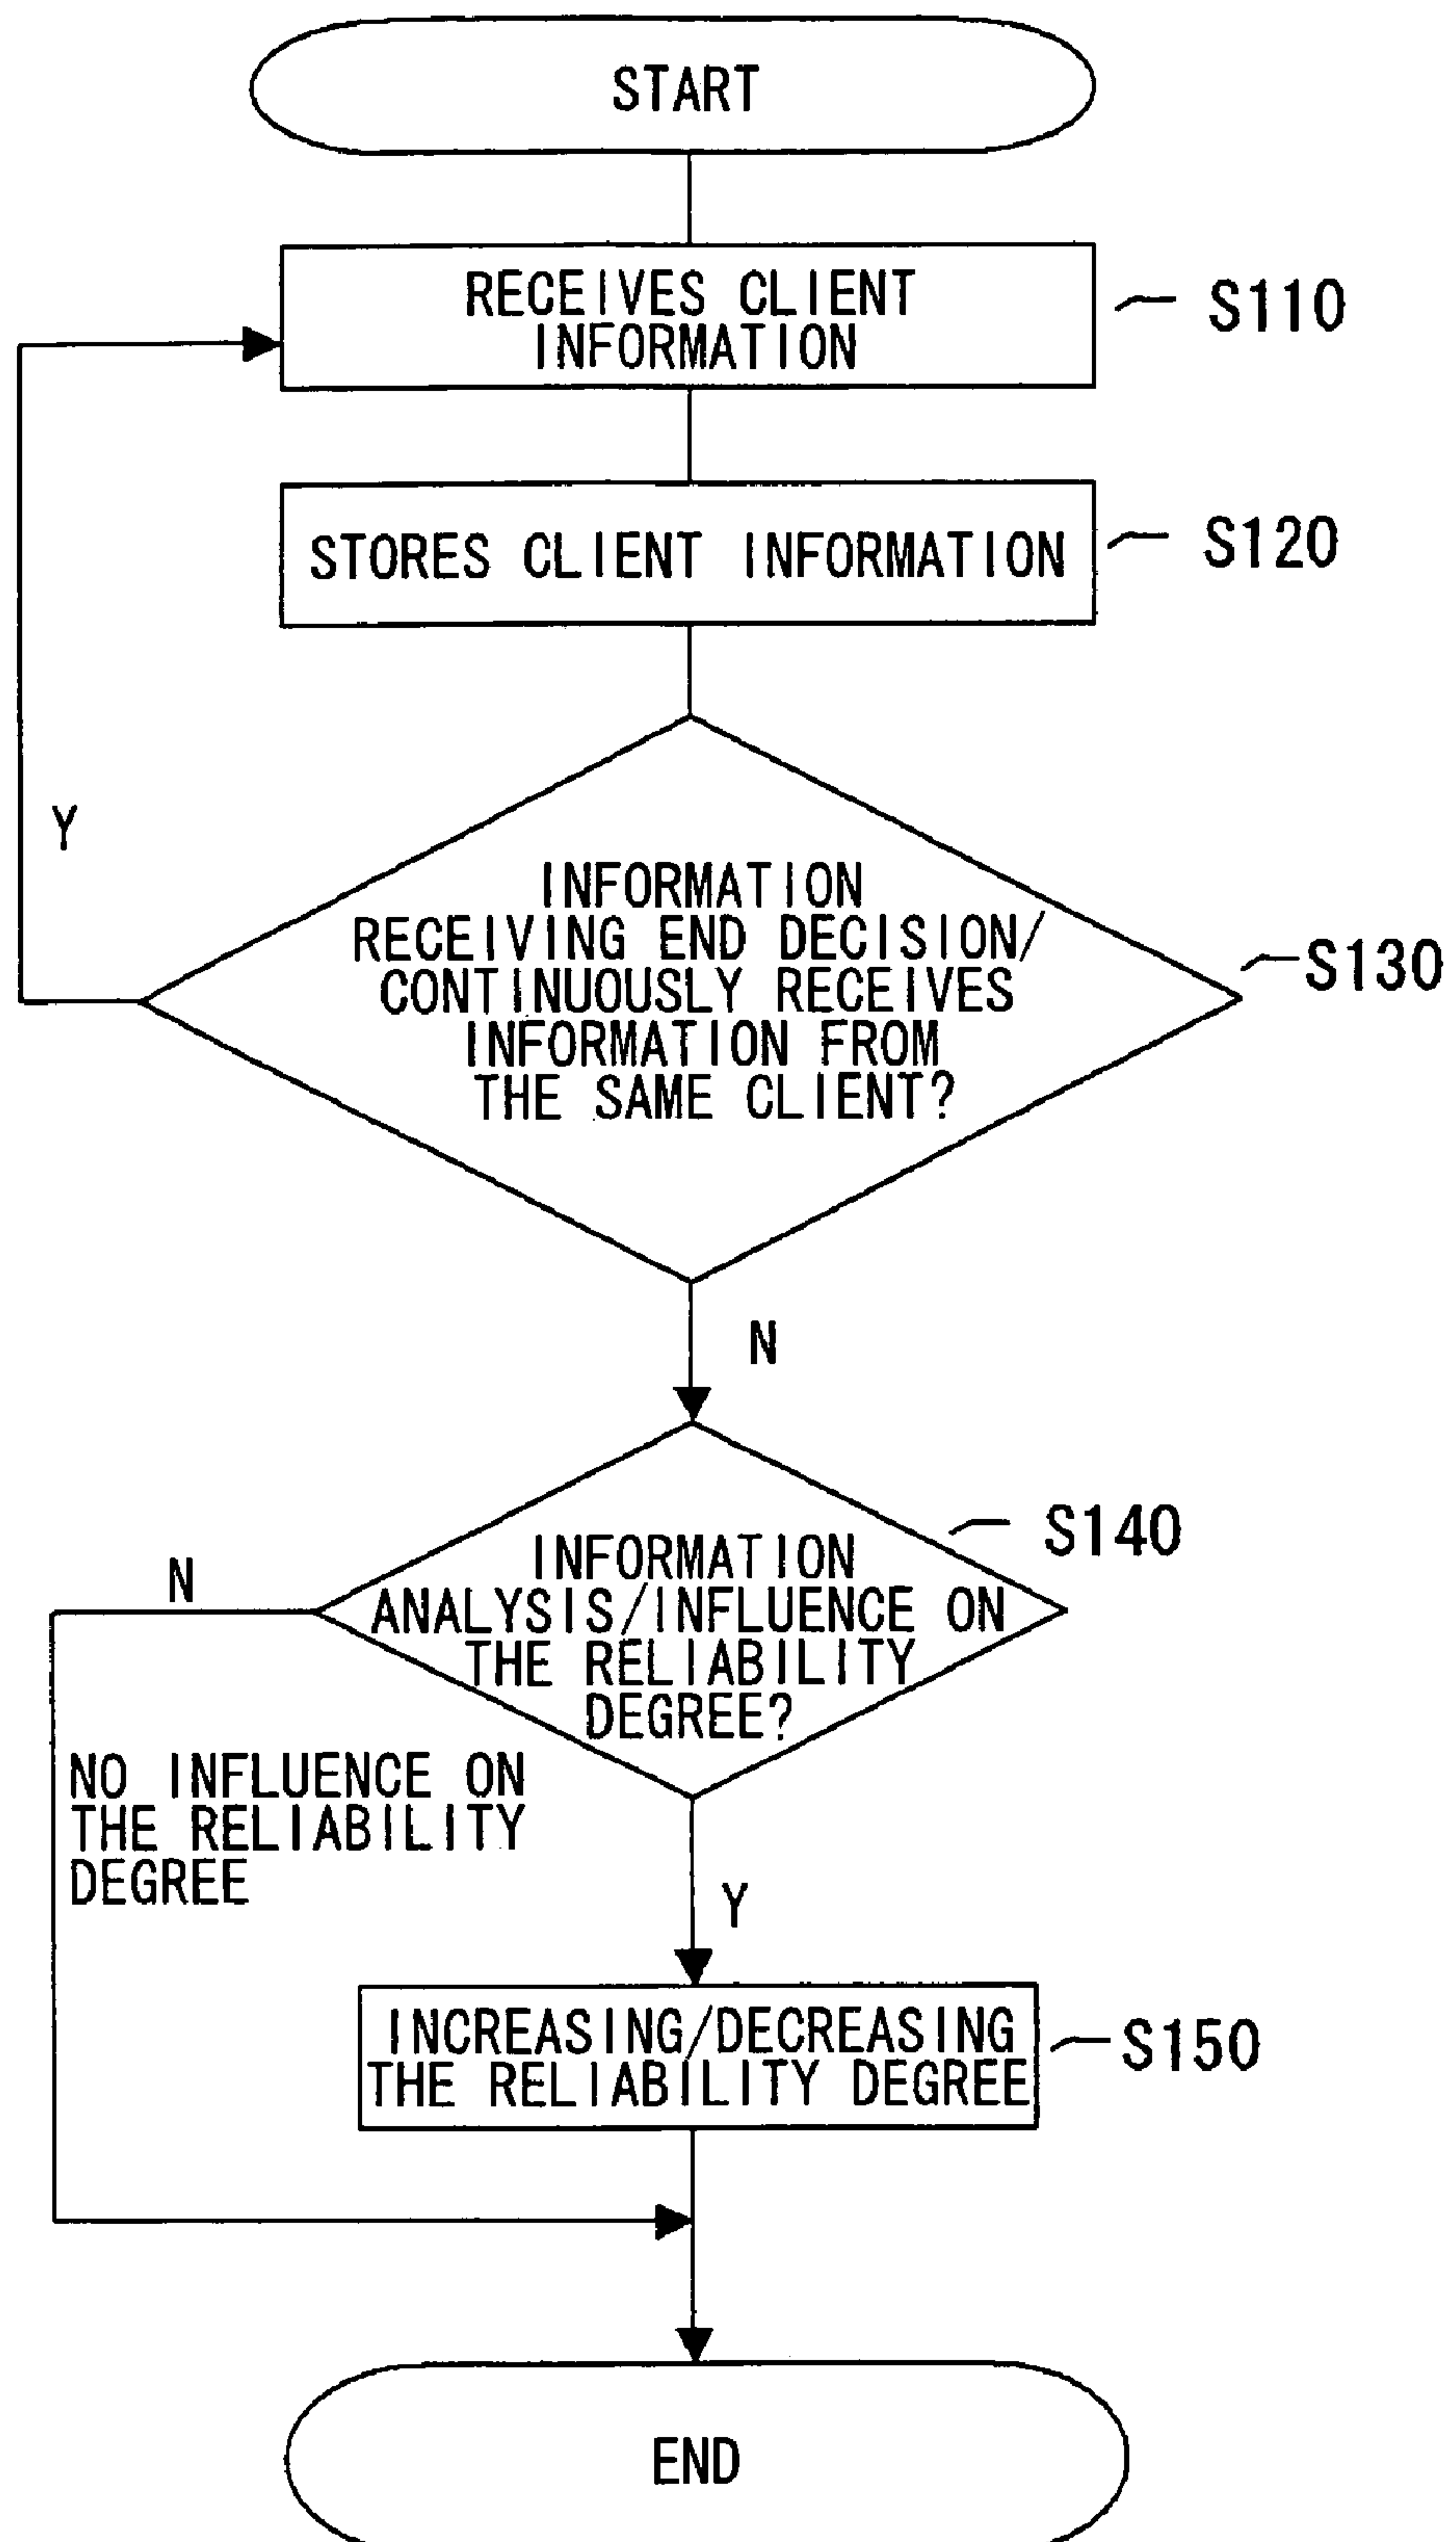 START
RECEIVES CLIENT
INFORMATION
S110
STORES CLIENT INFORMATION
S120
Y
INFORMATION
RECEIVING END DECISION/
CONTINUOUSLY RECEIVES
INFORMATION FROM
THE SAME CLIENT?
S130
N
S140
INFORMATION
ANALYSIS/INFLUENCE ON
THE RELIABILITY
DEGREE?
N
NO INFLUENCE ON
THE RELIABILITY
DEGREE
Y
INCREASING/DECREASING
THE RELIABILITY DEGREE
S150
END